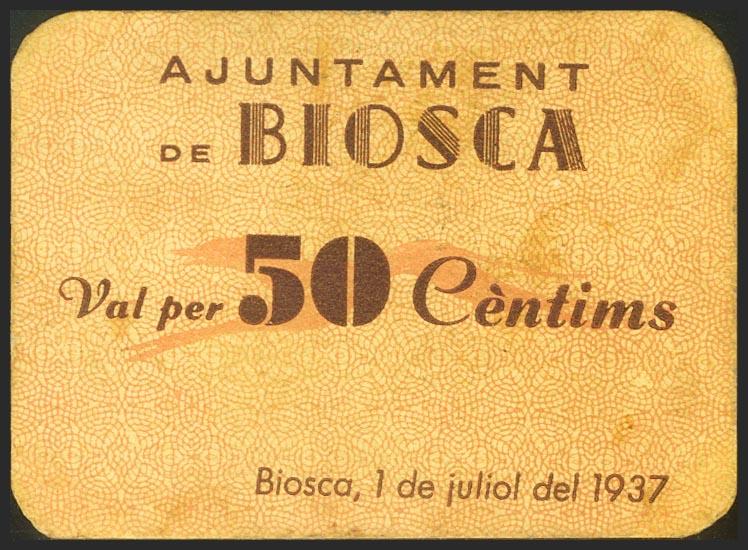 AJUNTAMENT
DE BIOSCA
Val per 50 Cèntims
Biosca, 1 de juliol del 1937